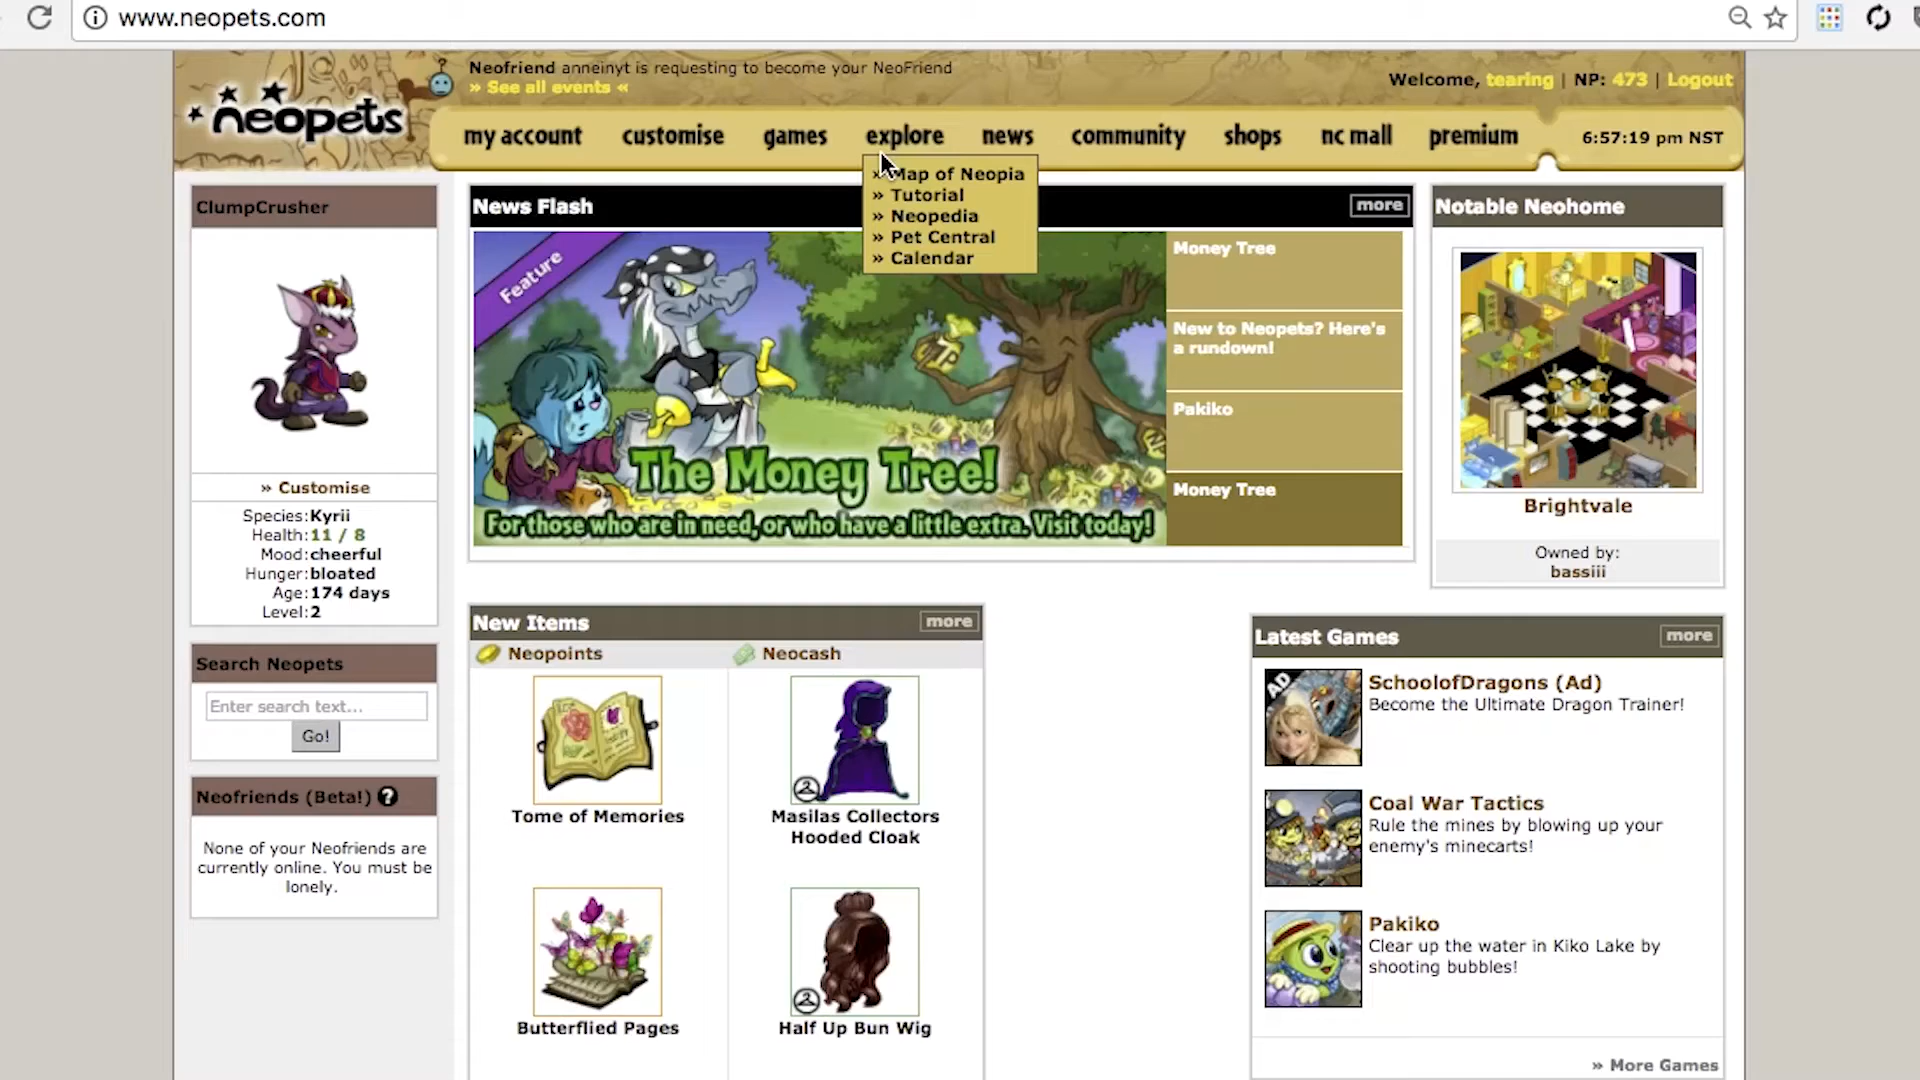 www.neopets.com
neopets
Neofriend anneinyt is requesting to become your NeoFriend
» See all events «
Welcome, tearing | NP: 473 | Logout
my account customise games explore news community shops nc mall premium 6:57:19 pm NST
» Map of Neopia
» Tutorial
» Neopedia
» Pet Central
» Calendar
ClumpCrusher
» Customise
Species:Kyrii
Health:11 / 8
Mood:cheerful
Hunger:bloated
Age:174 days
Level:2
Search Neopets
Enter search text...
Go!
Neofriends (Beta!) ?
None of your Neofriends are
currently online. You must be
lonely.
News Flash more
Feature
The Money Tree!
For those who are in need, or who have a little extra. Visit today!
Money Tree
New to Neopets? Here's
a rundown!
Pakiko
Money Tree
Notable Neohome
Brightvale
Owned by:
bassiii
New Items more
Neopoints Neocash
Tome of Memories
Masilas Collectors
Hooded Cloak
Butterflied Pages
Half Up Bun Wig
Latest Games more
AD
SchoolofDragons (Ad)
Become the Ultimate Dragon Trainer!
Coal War Tactics
Rule the mines by blowing up your
enemy's minecarts!
Pakiko
Clear up the water in Kiko Lake by
shooting bubbles!
» More Games